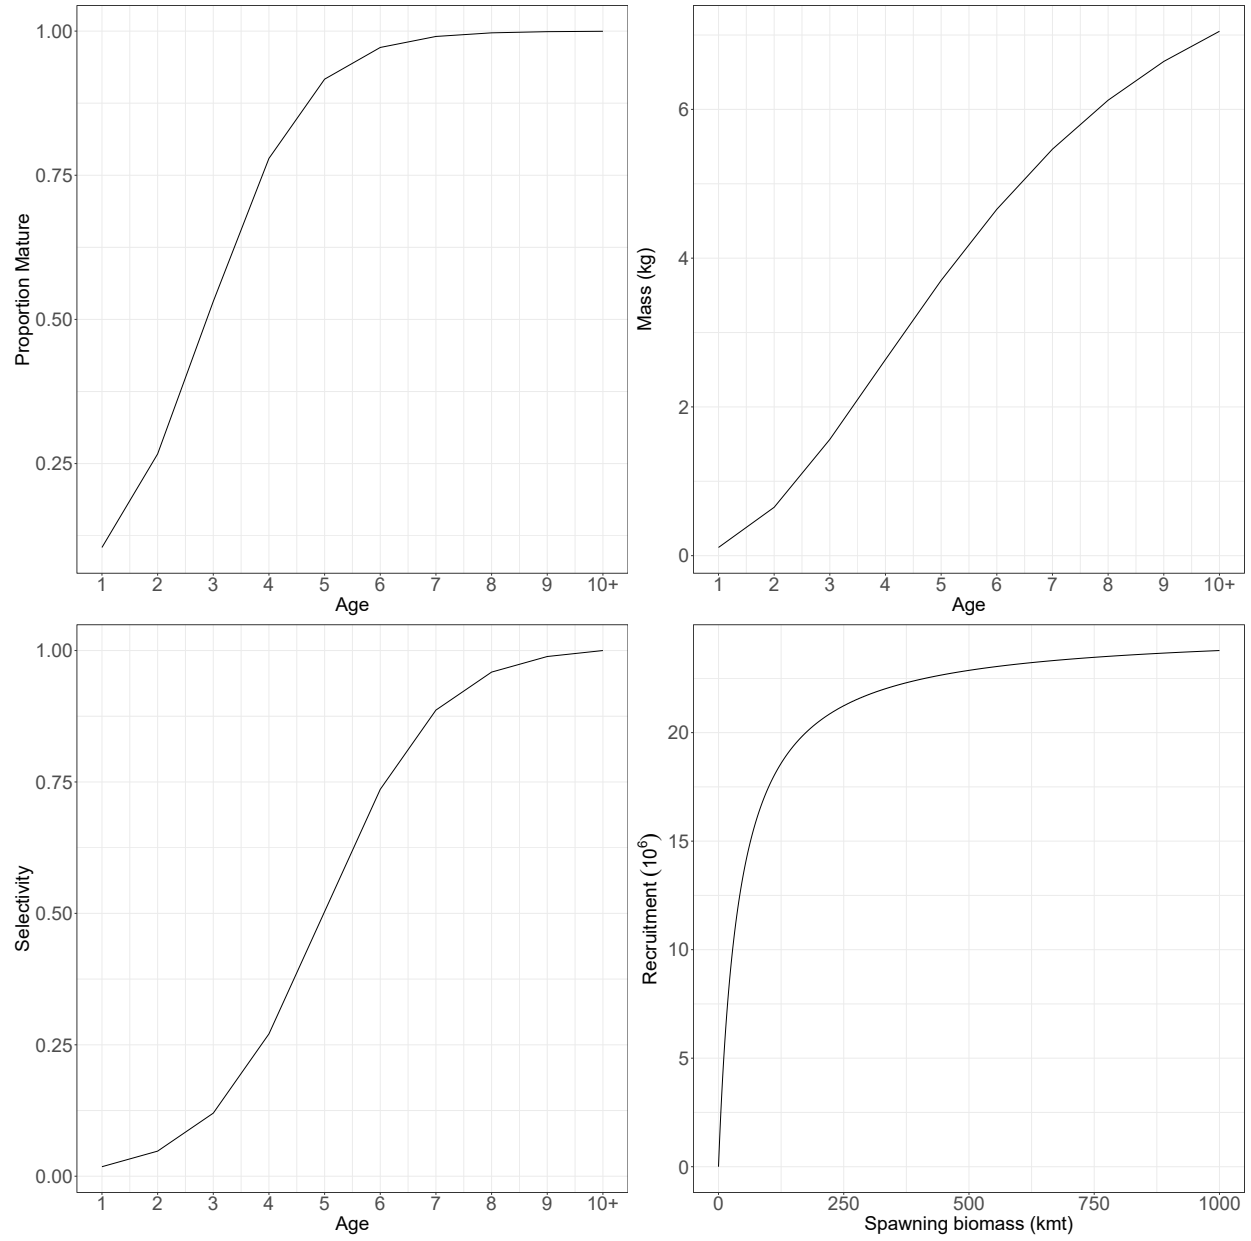 1.00
0.75
0.50
0.25
Proportion Mature
1 2 3 4 5 6 7 8 9 10+
Age
6
4
2
0
Mass (kg)
1 2 3 4 5 6 7 8 9 10+
Age
1.00
0.75
0.50
0.25
0.00
Selectivity
1 2 3 4 5 6 7 8 9 10+
Age
20
15
10
5
0
Recruitment (10⁶)
0 250 500 750 1000
Spawning biomass (kmt)